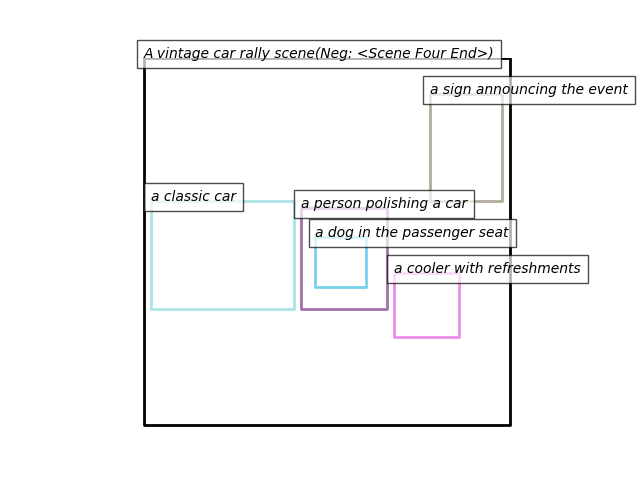 A vintage car rally scene(Neg: <Scene Four End>)
a sign announcing the event
a classic car
a person polishing a car
a dog in the passenger seat
a cooler with refreshments